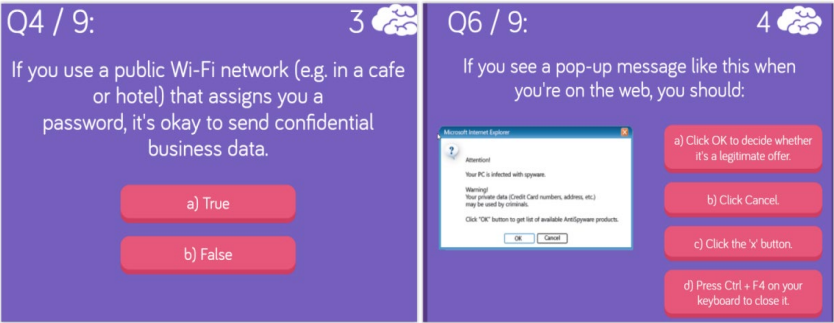 Q4 / 9:
3
If you use a public Wi-Fi network (e.g. in a cafe
or hotel) that assigns you a
password, it's okay to send confidential
business data.
a) True
b) False
Q6 / 9:
4
If you see a pop-up message like this when
you're on the web, you should:
Microsoft Internet Explorer
Attention!
Your PC is infected with spyware.
Warning!
Your private data (Credit Card numbers, address, etc.)
may be used by criminals.
Click "OK" button to get list of available AntiSpyware products.
OK
Cancel
a) Click OK to decide whether
it's a legitimate offer.
b) Click Cancel.
c) Click the 'x' button.
d) Press Ctrl + F4 on your
keyboard to close it.